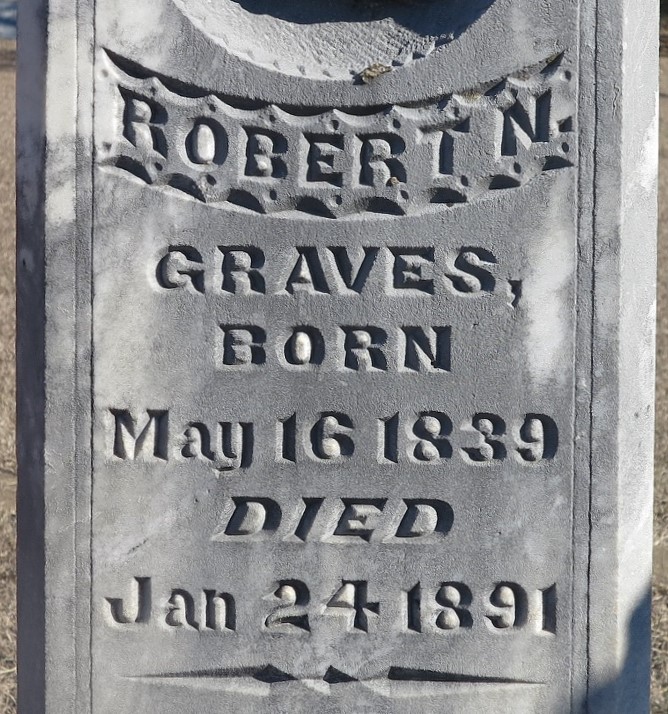 ROBERT N.
GRAVES,
BORN
May 16 1839
DIED
Jan 24 1891